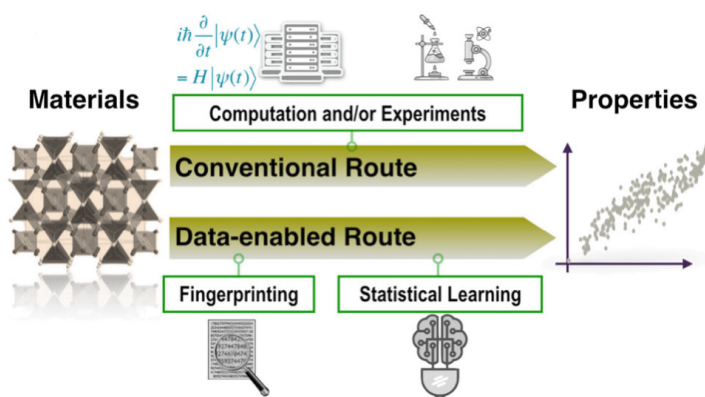 iħ ∂/∂t |ψ(t)⟩
= H|ψ(t)⟩
Materials
Computation and/or Experiments
Properties
Conventional Route
Data-enabled Route
Fingerprinting
Statistical Learning